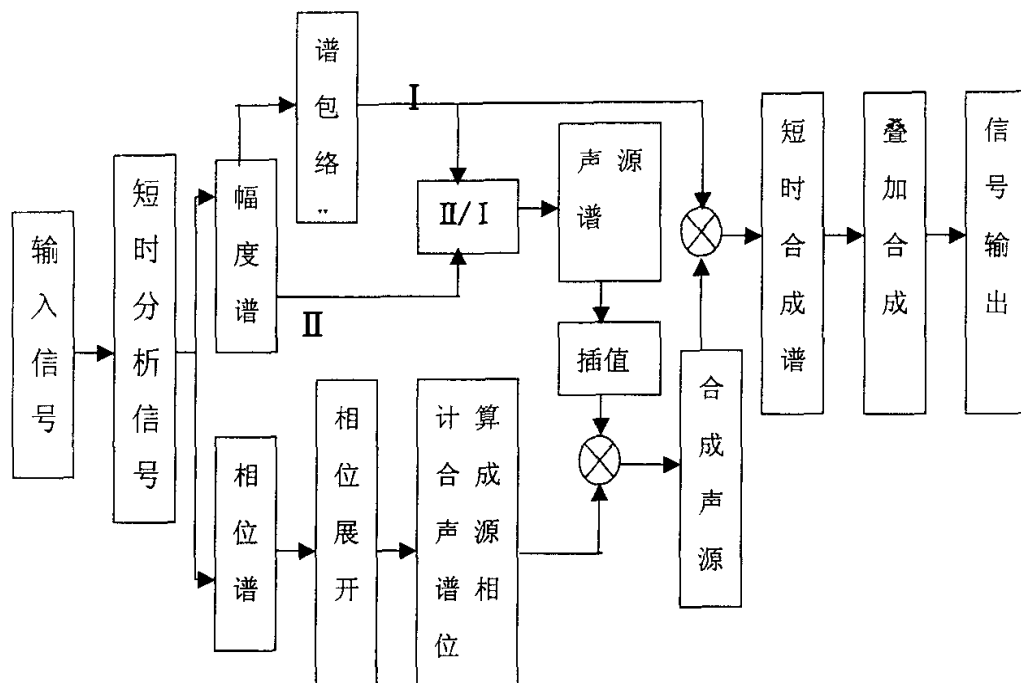 输入信号
短时分析信号
幅度谱
谱包络
Ⅰ
Ⅱ
Ⅱ/Ⅰ
声源
谱
插值
相位谱
相位展开
计算
合成
声源
谱相
位
合成声源
短时合成谱
叠加合成
信号输出